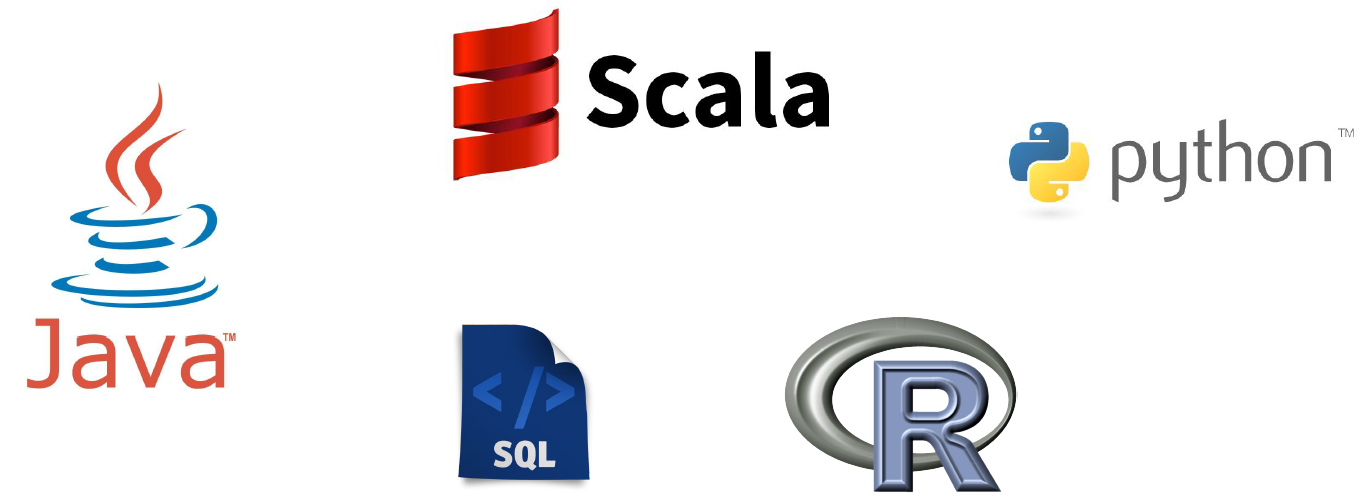 Scala
python™
Java™
</>
SQL
R